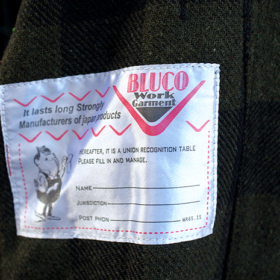 BLUCO
Work
Garment
It lasts long Strongly
Manufacturers of japan products
HEREAFTER, IT IS A UNION RECOGNITION TABLE
PLEASE FILL IN AND MANAGE.
NAME
JURISDICTION
POST PHON